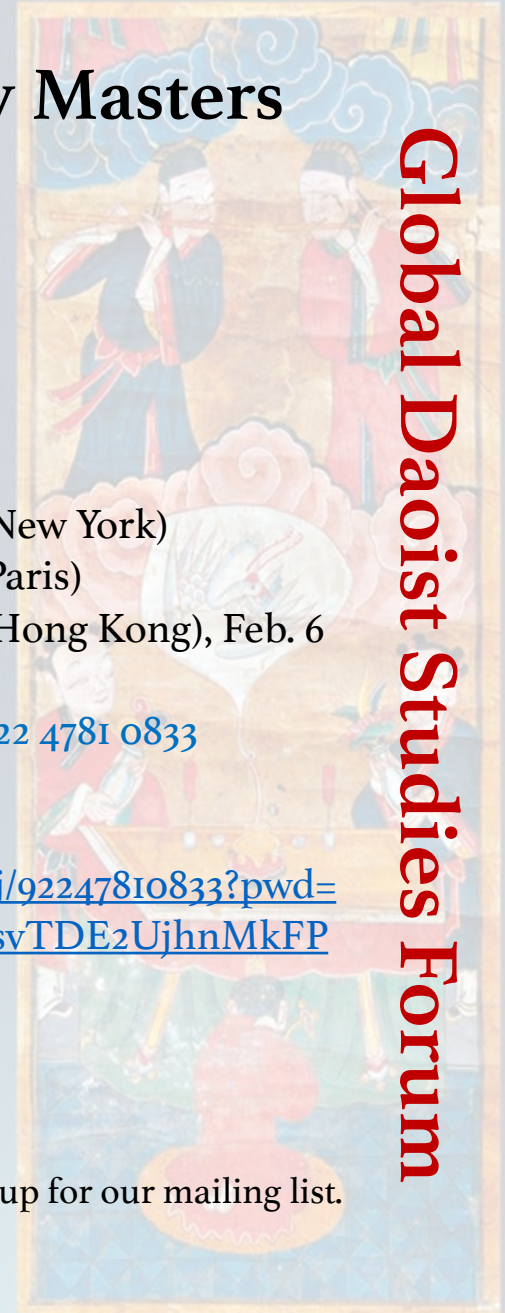 Masters
New York)
Paris)
Hong Kong), Feb. 6
22 4781 0833
j/92247810833?pwd=
svTDE2UjhnMkFP
up for our mailing list.
Global Daoist Studies Forum